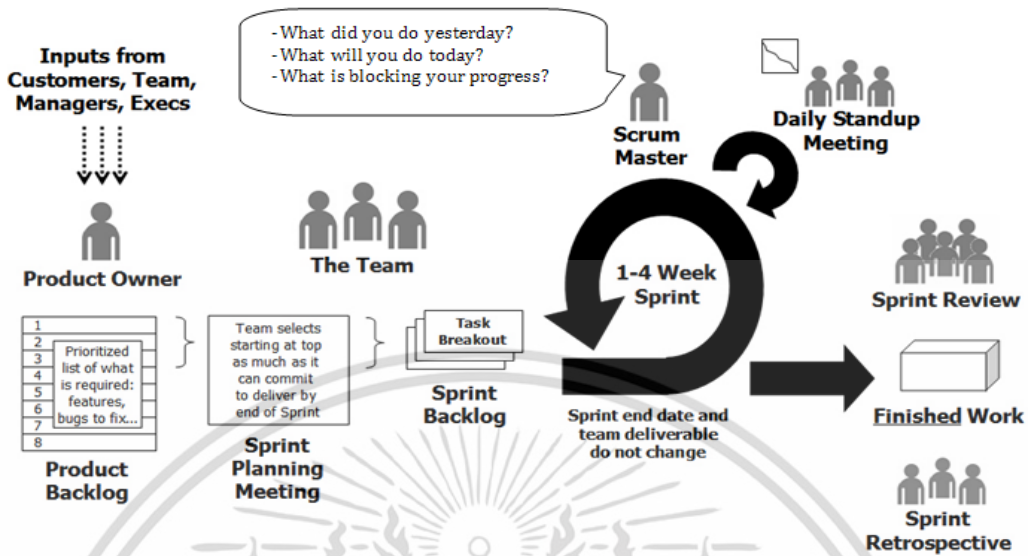 Inputs from
Customers, Team,
Managers, Execs
- What did you do yesterday?
- What will you do today?
- What is blocking your progress?
Scrum
Master
Daily Standup
Meeting
Product Owner
The Team
1-4 Week
Sprint
Sprint Review
1
2
3
4
5
6
7
8
Prioritized
list of what
is required:
features,
bugs to fix...
Product
Backlog
Team selects
starting at top
as much as it
can commit
to deliver by
end of Sprint
Sprint
Planning
Meeting
Task
Breakout
Sprint
Backlog
Sprint end date and
team deliverable
do not change
Finished Work
Sprint
Retrospective